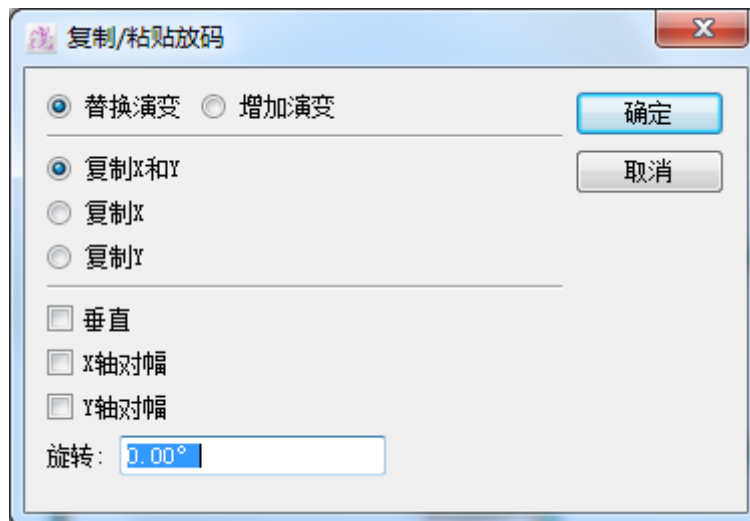 复制/粘贴放码
替换演变 增加演变
确定
复制X和Y
取消
复制X
复制Y
垂直
X轴对幅
Y轴对幅
旋转: 0.00°